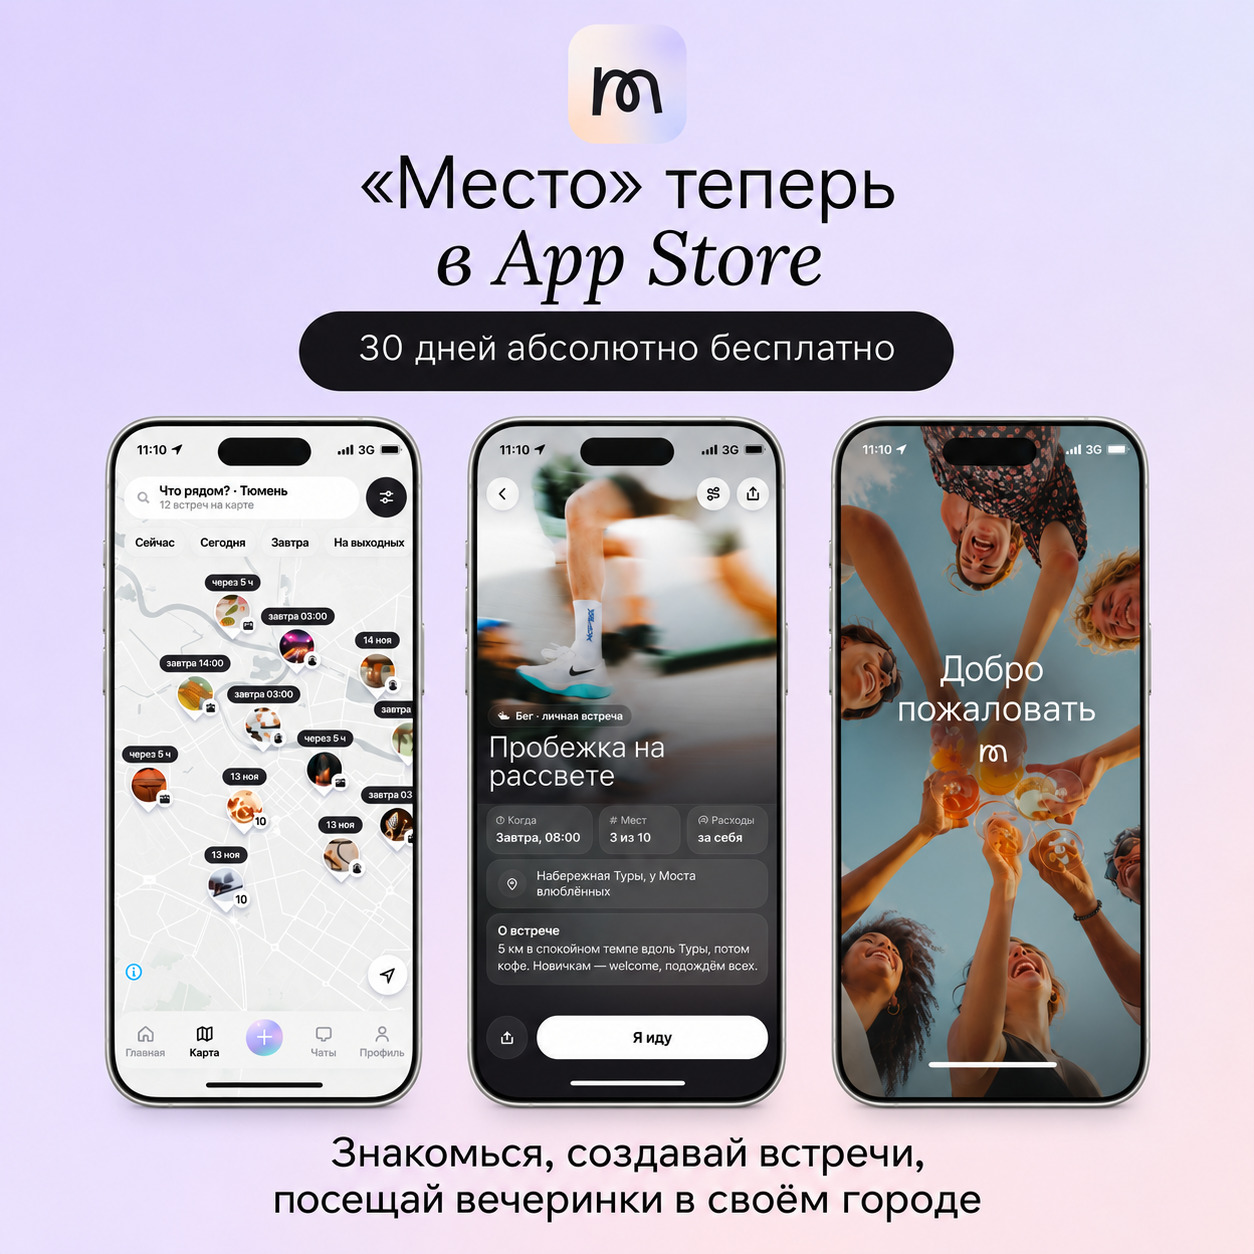 m
«Место» теперь
в App Store
30 дней абсолютно бесплатно
11:10
3G
Что рядом? · Тюмень
12 встреч на карте
Сейчас
Сегодня
Завтра
На выходных
через 5 ч
завтра 03:00
14 ноя
завтра 14:00
завтра 03:00
завтра
через 5 ч
через 5 ч
13 ноя
10
завтра 03
13 ноя
13 ноя
10
Главная
Карта
Чаты
Профиль
11:10
3G
Бег · личная встреча
Пробежка на
рассвете
Когда
Завтра, 08:00
# Мест
3 из 10
Расходы
за себя
Набережная Туры, у Моста
влюблённых
О встрече
5 км в спокойном темпе вдоль Туры, потом
кофе. Новичкам — welcome, подождём всех.
Я иду
11:10
3G
Добро
пожаловать
m
Знакомься, создавай встречи,
посещай вечеринки в своём городе